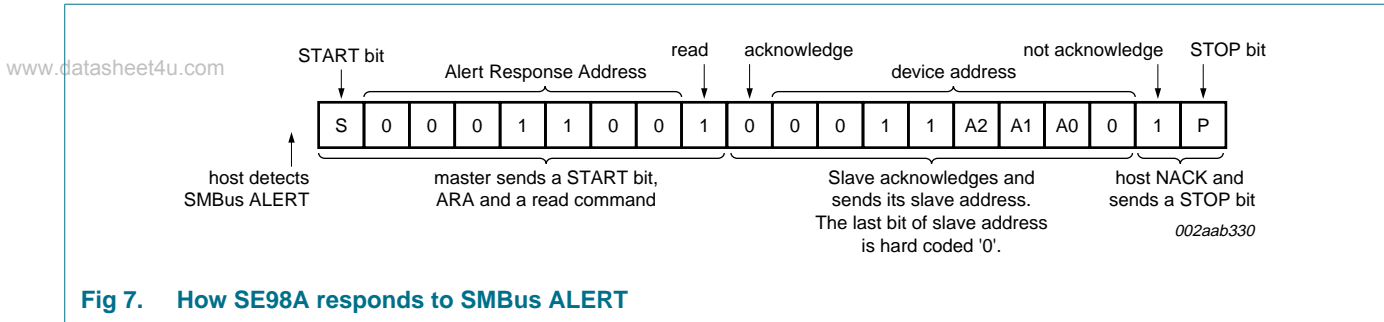 www.datasheet4u.com
START bit
Alert Response Address
read
acknowledge
device address
not acknowledge
STOP bit
S 0 0 0 1 1 0 0 1 0 0 0 1 1 A2 A1 A0 0 1 P
host detects
SMBus ALERT
master sends a START bit,
ARA and a read command
Slave acknowledges and
sends its slave address.
The last bit of slave address
is hard coded '0'.
host NACK and
sends a STOP bit
002aab330
Fig 7. How SE98A responds to SMBus ALERT